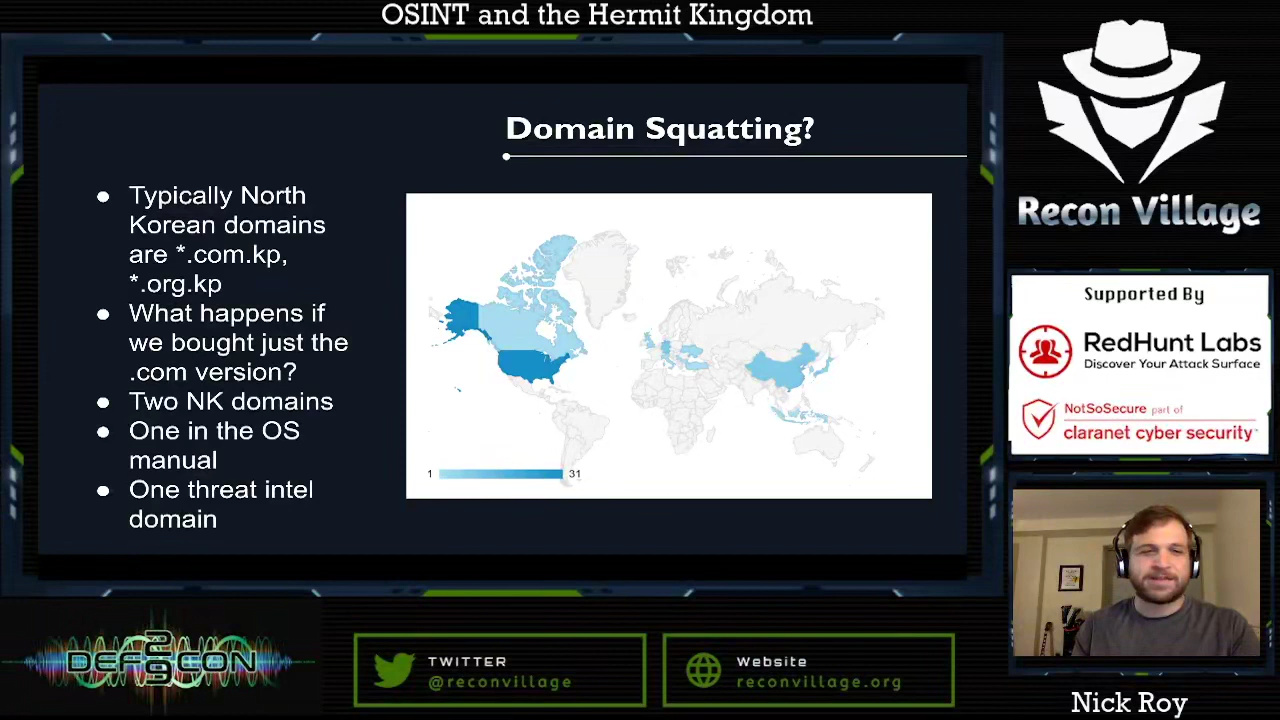 OSINT and the Hermit Kingdom
Domain Squatting?
● Typically North
Korean domains
are *.com.kp,
*.org.kp
● What happens if
we bought just the
.com version?
● Two NK domains
● One in the OS
manual
● One threat intel
domain
1
31
Recon Village
Supported By
RedHunt Labs
Discover Your Attack Surface
NotSoSecure part of
claranet cyber security
DEFCON
29
TWITTER
@reconvillage
Website
reconvillage.org
Nick Roy